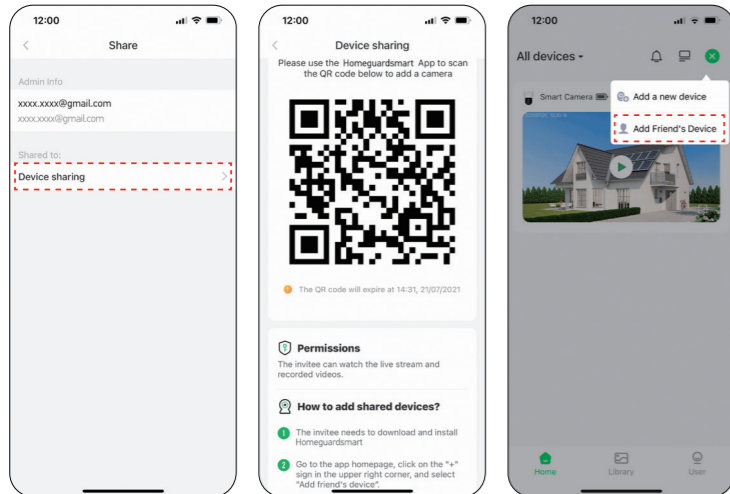 12:00
Share
Admin Info
xxxx.xxxx@gmail.com
xxxx.xxxx@gmail.com
Shared to:
Device sharing
12:00
Device sharing
Please use the Homeguardsmart App to scan
the QR code below to add a camera
The QR code will expire at 14:31, 21/07/2021
Permissions
The invitee can watch the live stream and
recorded videos.
How to add shared devices?
1 The invitee needs to download and install
Homeguardsmart
2 Go to the app homepage, click on the "+"
sign in the upper right corner, and select
"Add friend's device".
12:00
All devices
Add a new device
Smart Camera
Add Friend's Device
Home
Library
User